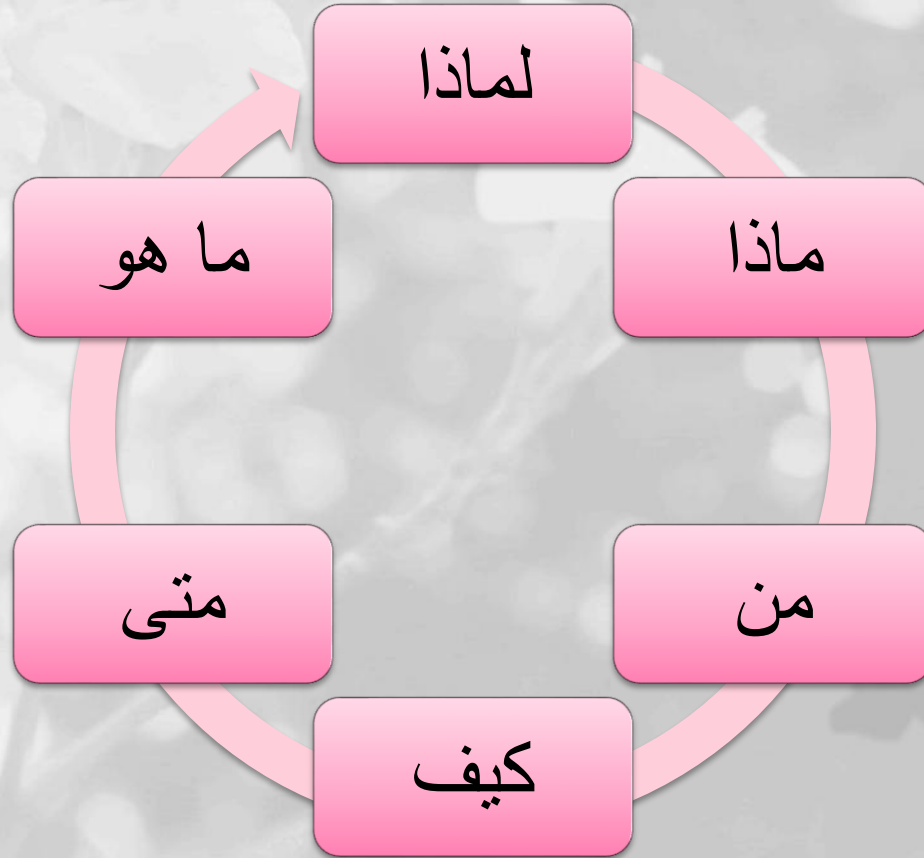 لماذا
ماذا
من
كيف
متى
ما هو